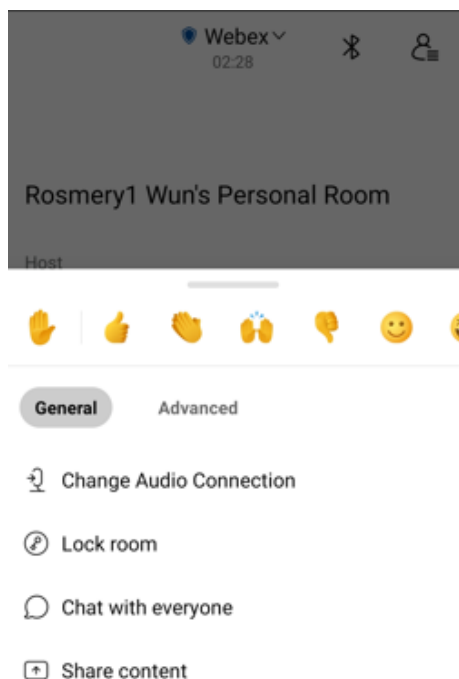 Webex
02:28
Rosmery1 Wun's Personal Room
Host
General
Advanced
Change Audio Connection
Lock room
Chat with everyone
Share content